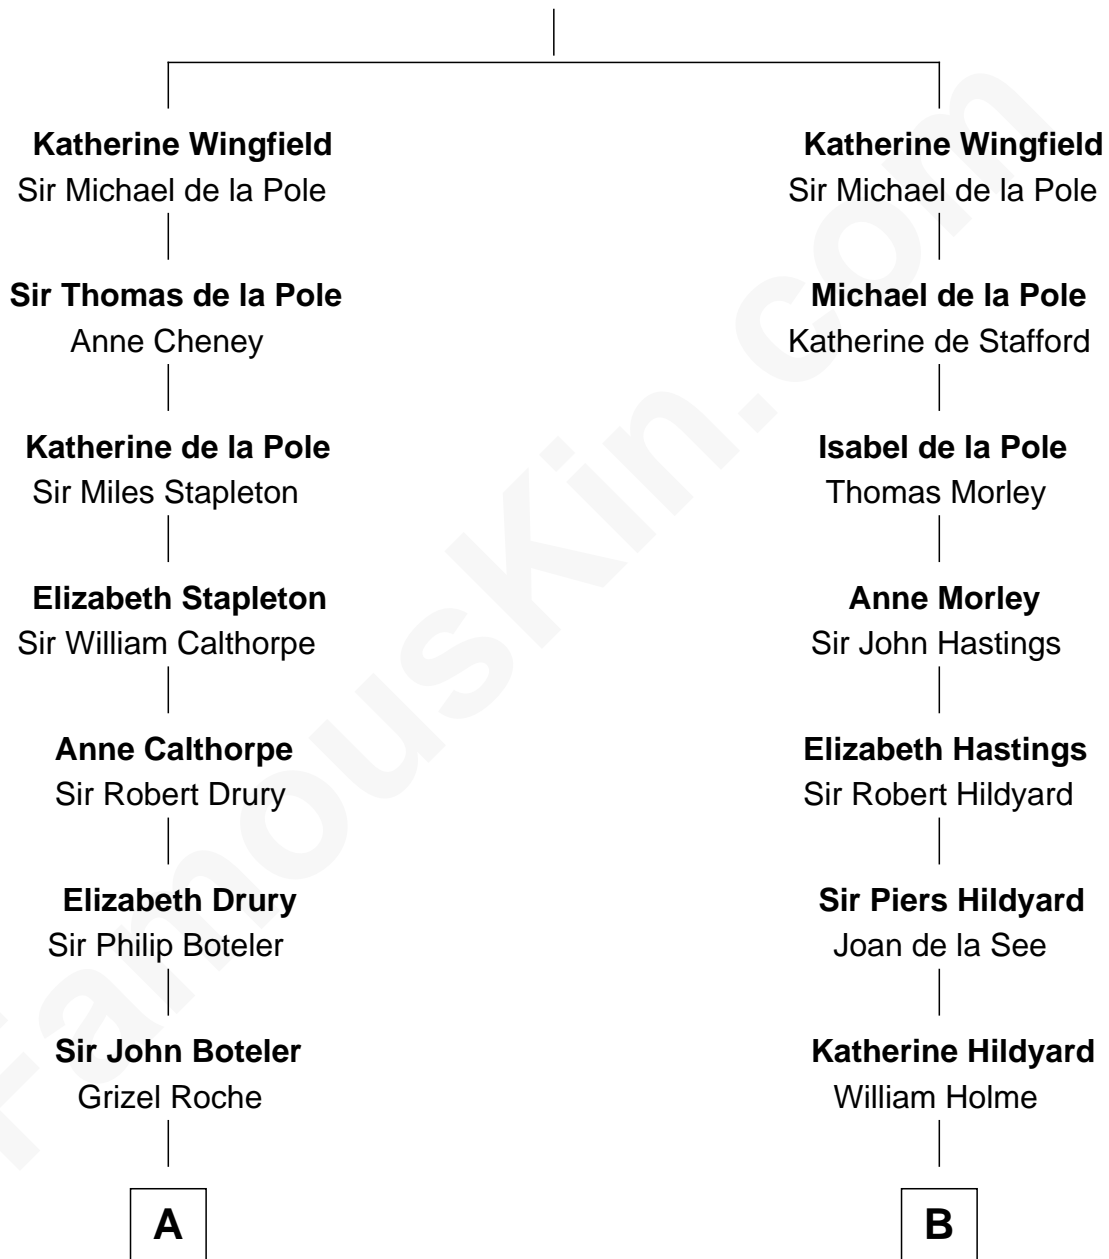 Katherine Wingfield
Sir Michael de la Pole
Sir Thomas de la Pole
Anne Cheney
Katherine de la Pole
Sir Miles Stapleton
Elizabeth Stapleton
Sir William Calthorpe
Anne Calthorpe
Sir Robert Drury
Elizabeth Drury
Sir Philip Boteler
Sir John Boteler
Grizel Roche
A
Katherine Wingfield
Sir Michael de la Pole
Michael de la Pole
Katherine de Stafford
Isabel de la Pole
Thomas Morley
Anne Morley
Sir John Hastings
Elizabeth Hastings
Sir Robert Hildyard
Sir Piers Hildyard
Joan de la See
Katherine Hildyard
William Holme
B
FamousKin.com